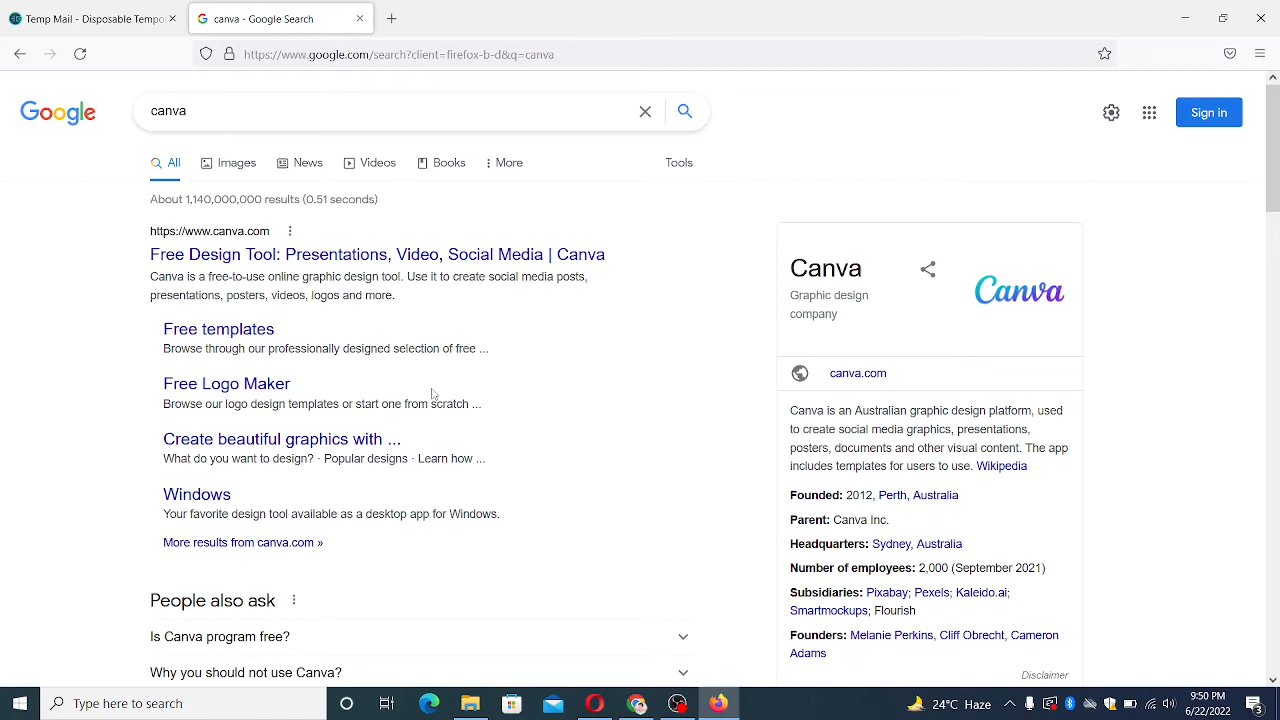 Temp Mail - Disposable Tempo
canva - Google Search
https://www.google.com/search?client=firefox-b-d&q=canva
Google
canva
Sign in
All
Images
News
Videos
Books
More
Tools
About 1,140,000,000 results (0.51 seconds)
https://www.canva.com
Free Design Tool: Presentations, Video, Social Media | Canva
Canva is a free-to-use online graphic design tool. Use it to create social media posts,
presentations, posters, videos, logos and more.
Free templates
Browse through our professionally designed selection of free ...
Free Logo Maker
Browse our logo design templates or start one from scratch ...
Create beautiful graphics with ...
What do you want to design? · Popular designs · Learn how ...
Windows
Your favorite design tool available as a desktop app for Windows.
More results from canva.com »
People also ask
Is Canva program free?
Why you should not use Canva?
Canva
Graphic design
company
Canva
canva.com
Canva is an Australian graphic design platform, used
to create social media graphics, presentations,
posters, documents and other visual content. The app
includes templates for users to use. Wikipedia
Founded: 2012, Perth, Australia
Parent: Canva Inc.
Headquarters: Sydney, Australia
Number of employees: 2,000 (September 2021)
Subsidiaries: Pixabay; Pexels; Kaleido.ai;
Smartmockups; Flourish
Founders: Melanie Perkins, Cliff Obrecht, Cameron
Adams
Disclaimer
Type here to search
24°C Haze
9:50 PM
6/22/2022
3